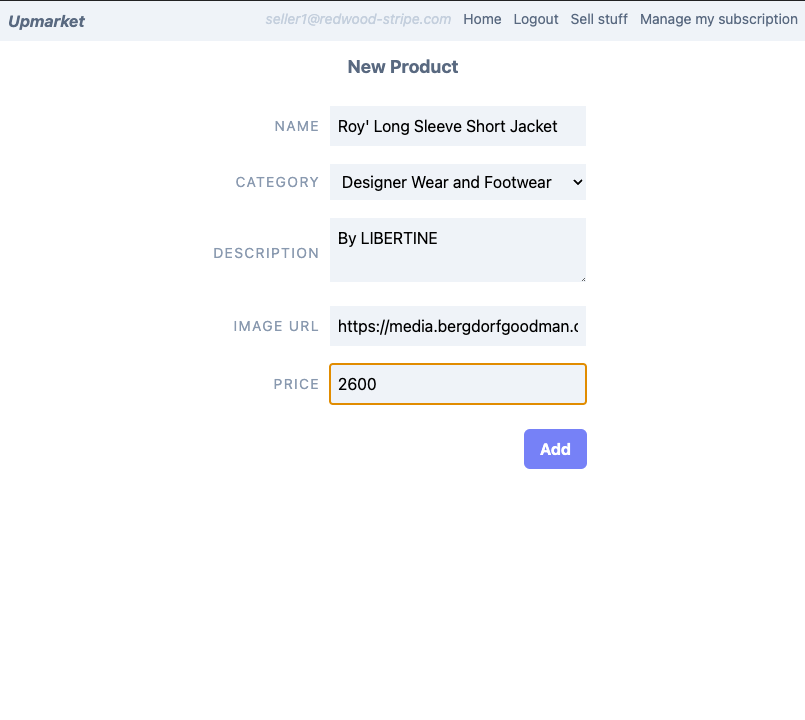 Upmarket seller1@redwood-stripe.com Home Logout Sell stuff Manage my subscription
New Product
NAME Roy' Long Sleeve Short Jacket
CATEGORY Designer Wear and Footwear
DESCRIPTION By LIBERTINE
IMAGE URL https://media.bergdorfgoodman.c
PRICE 2600
Add